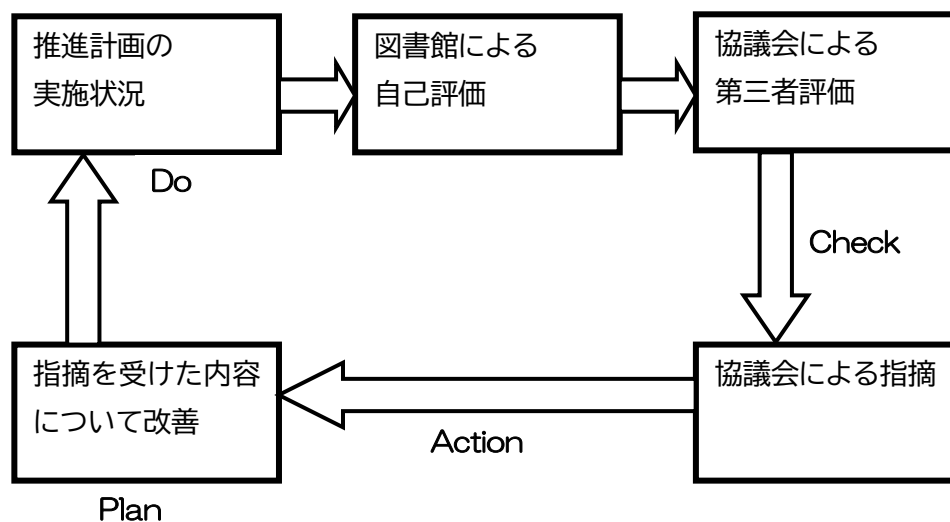 推進計画の
実施状況
図書館による
自己評価
協議会による
第三者評価
Do
Check
指摘を受けた内容
について改善
協議会による指摘
Action
Plan